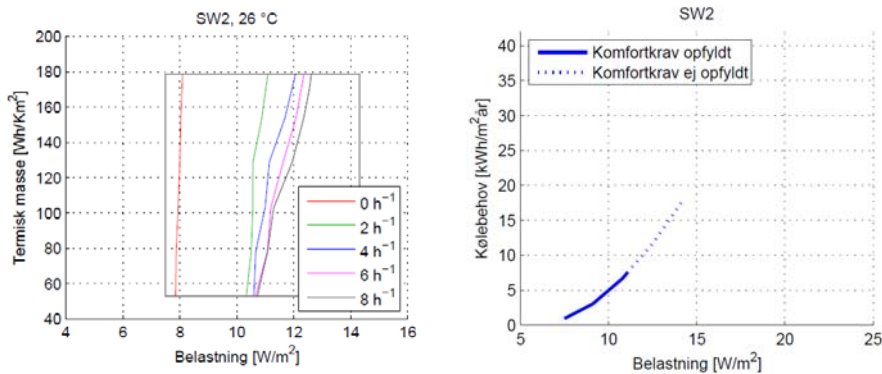 SW2, 26 °C
200
180
160
140
120
100
80
60
40
Termisk masse [Wh/Km²]
4 6 8 10 12 14 16
Belastning [W/m²]
0 h⁻¹
2 h⁻¹
4 h⁻¹
6 h⁻¹
8 h⁻¹
SW2
Komfortkrav opfyldt
Komfortkrav ej opfyldt
40
35
30
25
20
15
10
5
0
Kølebehov [kWh/m²år]
5 10 15 20 25
Belastning [W/m²]